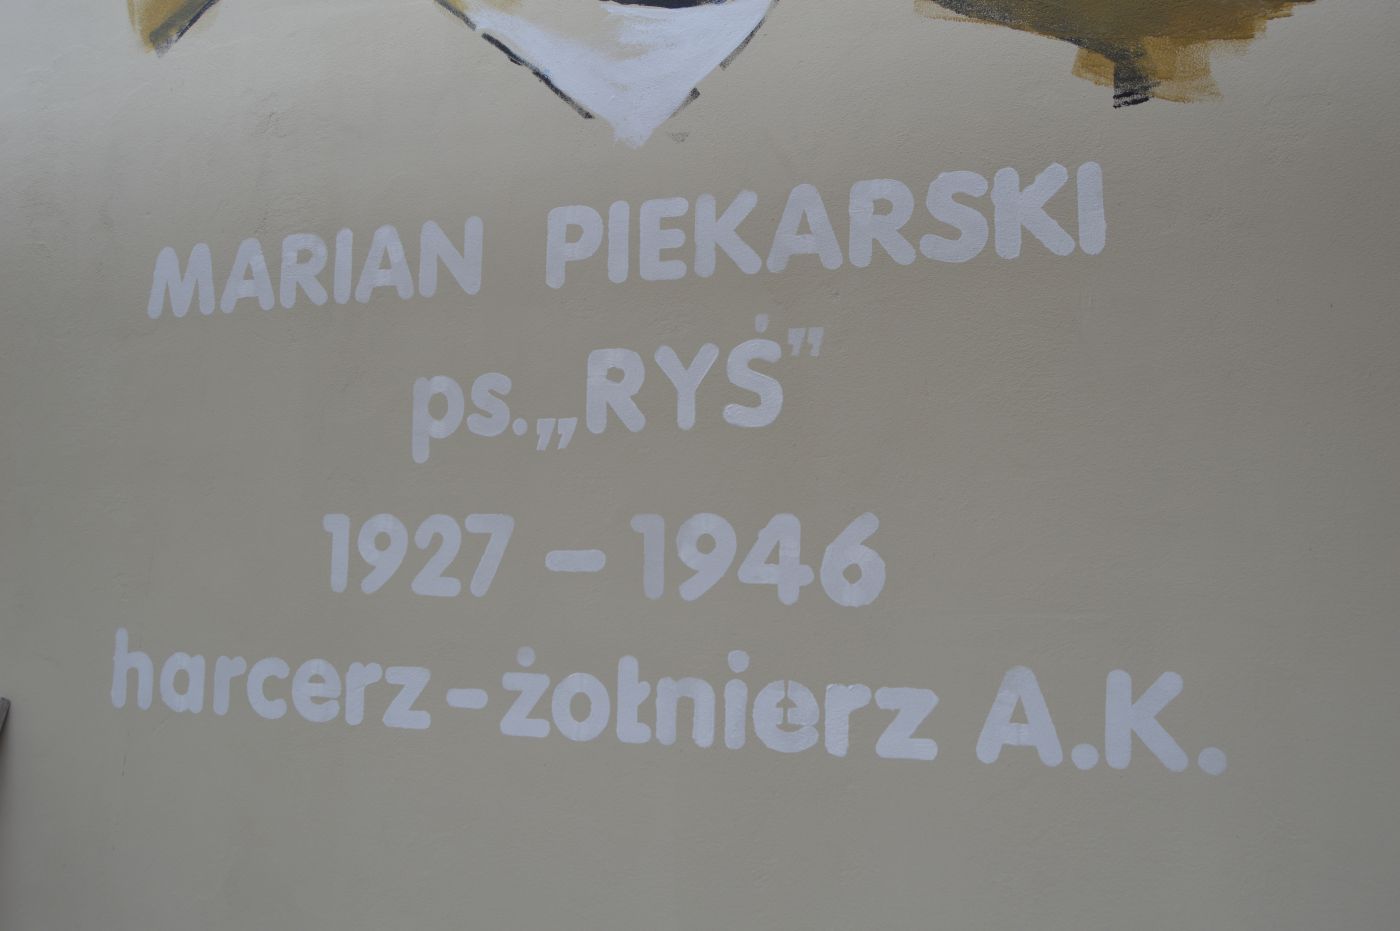 MARIAN PIEKARSKI
ps. „RYŚ”
1927 – 1946
harcerz - żołnierz A.K.